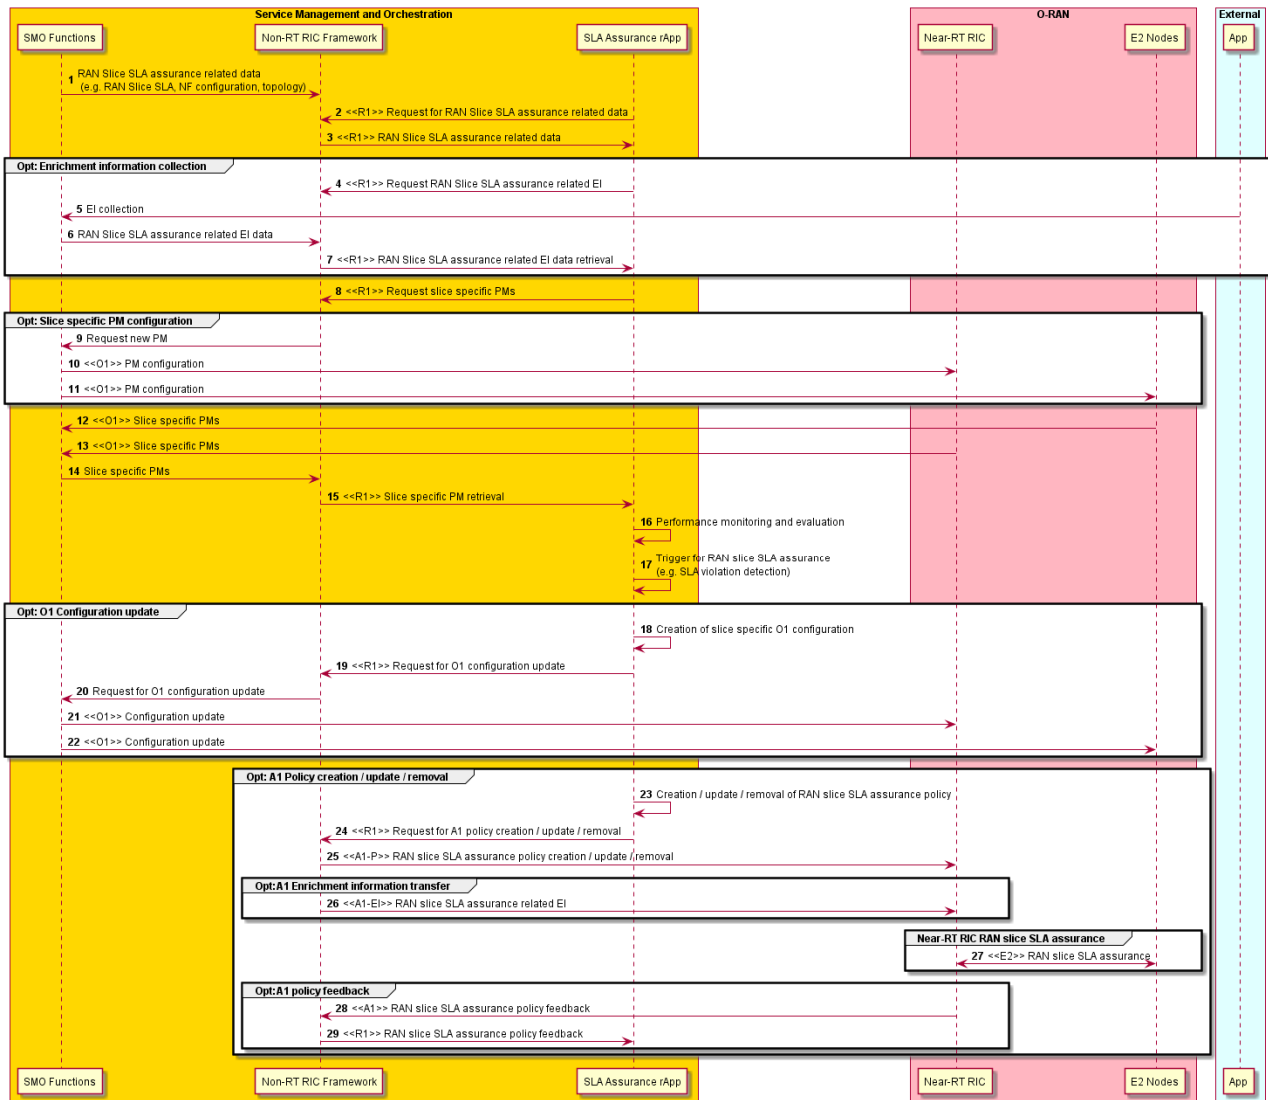 Service Management and Orchestration
O-RAN
External
SMO Functions
Non-RT RIC Framework
SLA Assurance rApp
Near-RT RIC
E2 Nodes
App
1 RAN Slice SLA assurance related data
(e.g. RAN Slice SLA, NF configuration, topology)
2 <<R1>> Request for RAN Slice SLA assurance related data
3 <<R1>> RAN Slice SLA assurance related data
Opt: Enrichment information collection
4 <<R1>> Request RAN Slice SLA assurance related EI
5 EI collection
6 RAN Slice SLA assurance related EI data
7 <<R1>> RAN Slice SLA assurance related EI data retrieval
8 <<R1>> Request slice specific PMs
Opt: Slice specific PM configuration
9 Request new PM
10 <<O1>> PM configuration
11 <<O1>> PM configuration
12 <<O1>> Slice specific PMs
13 <<O1>> Slice specific PMs
14 Slice specific PMs
15 <<R1>> Slice specific PM retrieval
16 Performance monitoring and evaluation
17 Trigger for RAN slice SLA assurance
(e.g. SLA violation detection)
Opt: O1 Configuration update
18 Creation of slice specific O1 configuration
19 <<R1>> Request for O1 configuration update
20 Request for O1 configuration update
21 <<O1>> Configuration update
22 <<O1>> Configuration update
Opt: A1 Policy creation / update / removal
23 Creation / update / removal of RAN slice SLA assurance policy
24 <<R1>> Request for A1 policy creation / update / removal
25 <<A1-P>> RAN slice SLA assurance policy creation / update / removal
Opt:A1 Enrichment information transfer
26 <<A1-EI>> RAN slice SLA assurance related EI
Near-RT RIC RAN slice SLA assurance
27 <<E2>> RAN slice SLA assurance
Opt:A1 policy feedback
28 <<A1>> RAN slice SLA assurance policy feedback
29 <<R1>> RAN slice SLA assurance policy feedback
SMO Functions
Non-RT RIC Framework
SLA Assurance rApp
Near-RT RIC
E2 Nodes
App